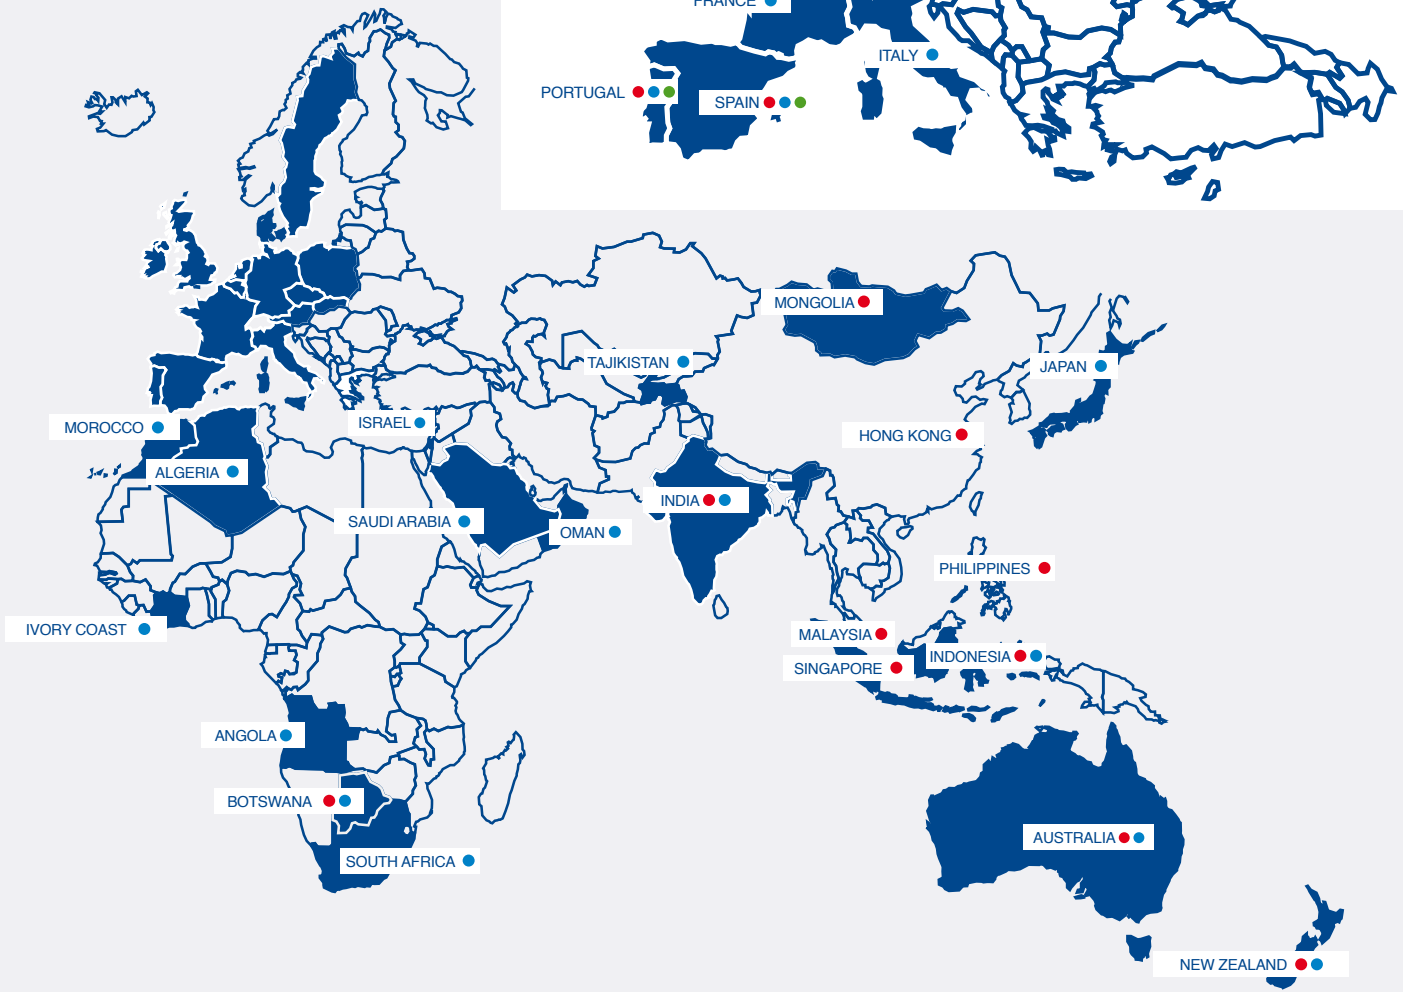 FRANCE
ITALY
PORTUGAL
SPAIN
MONGOLIA
TAJIKISTAN
JAPAN
MOROCCO
ISRAEL
HONG KONG
ALGERIA
INDIA
SAUDI ARABIA
OMAN
PHILIPPINES
IVORY COAST
MALAYSIA
INDONESIA
SINGAPORE
ANGOLA
BOTSWANA
AUSTRALIA
SOUTH AFRICA
NEW ZEALAND